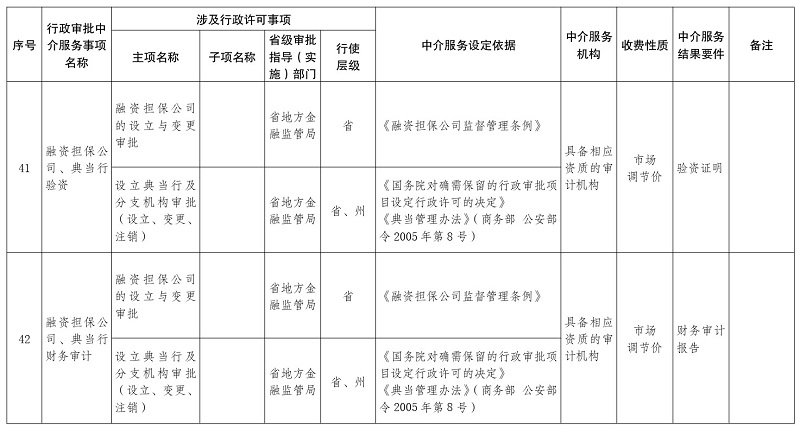 序号
行政审批中
介服务事项
名称
涉及行政许可事项
主项名称
子项名称
省级审批
指导（实
施）部门
行使
层级
中介服务设定依据
中介服务
机构
收费性质
中介服务
结果要件
备注
41
融资担保公
司、典当行
验资
融资担保公司
的设立与变更
审批
省地方金
融监管局
省
《融资担保公司监督管理条例》
设立典当行及
分支机构审批
（设立、变更、
注销）
省地方金
融监管局
省、州
《国务院对确需保留的行政审批项
目设定行政许可的决定》
《典当管理办法》（商务部 公安部
令 2005 年第 8 号）
具备相应
资质的审
计机构
市场
调节价
验资证明
42
融资担保公
司、典当行
财务审计
融资担保公司
的设立与变更
审批
省地方金
融监管局
省
《融资担保公司监督管理条例》
设立典当行及
分支机构审批
（设立、变更、
注销）
省地方金
融监管局
省、州
《国务院对确需保留的行政审批项
目设定行政许可的决定》
《典当管理办法》（商务部 公安部
令 2005 年第 8 号）
具备相应
资质的审
计机构
市场
调节价
财务审计
报告